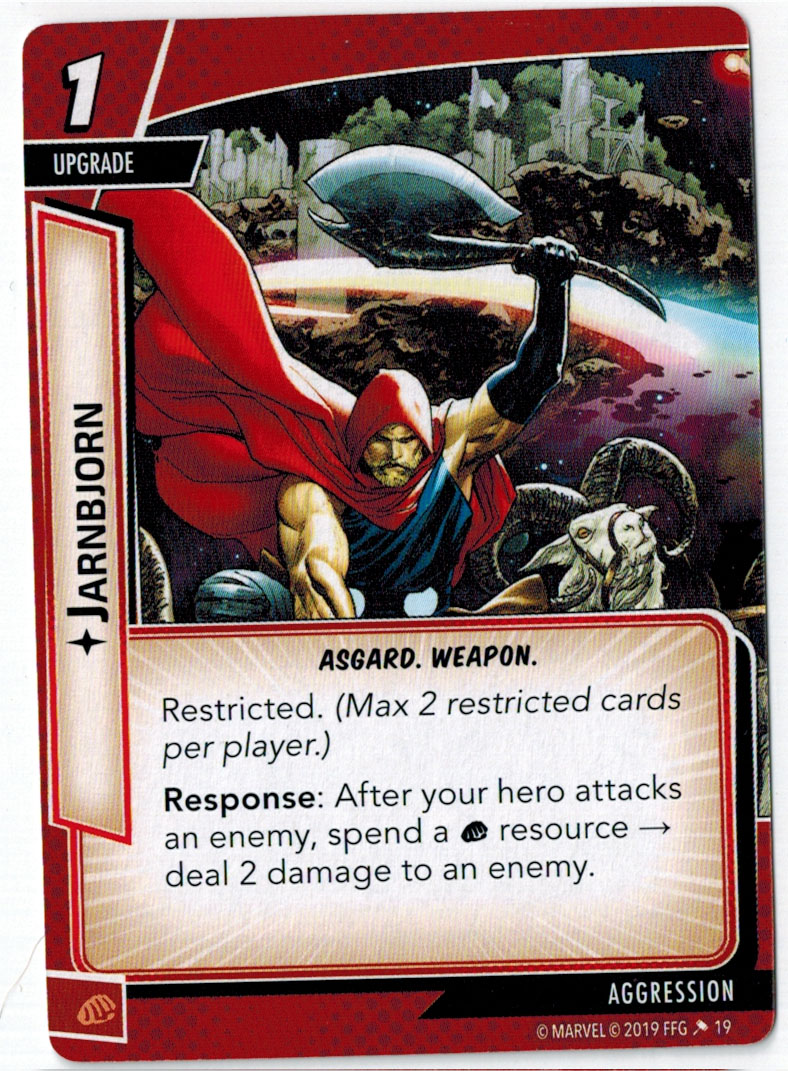 1
UPGRADE
JARNBJORN
ASGARD. WEAPON.
Restricted. (Max 2 restricted cards
per player.)
Response: After your hero attacks
an enemy, spend a resource →
deal 2 damage to an enemy.
AGGRESSION
© MARVEL © 2019 FFG 19